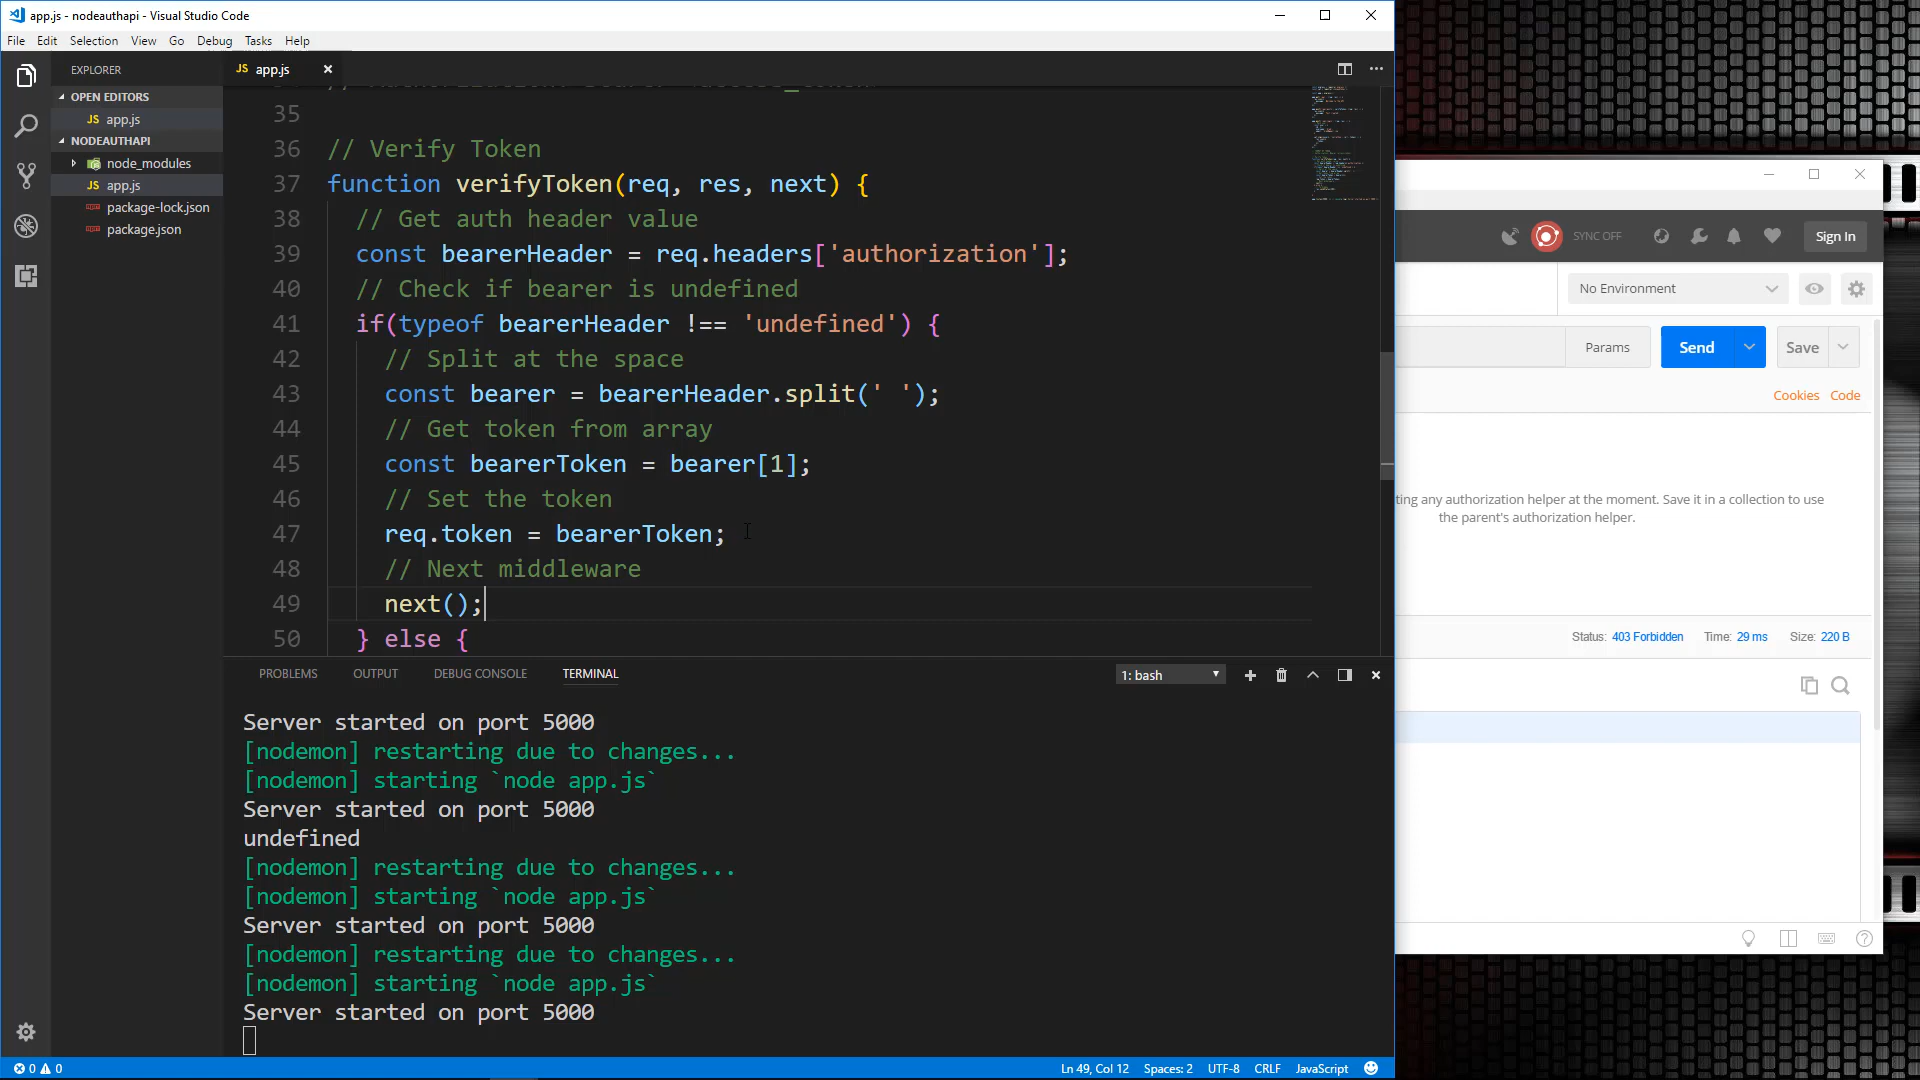 app.js - nodeauthapi - Visual Studio Code
File Edit Selection View Go Debug Tasks Help
EXPLORER
OPEN EDITORS
JS app.js
NODEAUTHAPI
node_modules
JS app.js
package-lock.json
package.json
JS app.js
35
36 // Verify Token
37 function verifyToken(req, res, next) {
38 // Get auth header value
39 const bearerHeader = req.headers['authorization'];
40 // Check if bearer is undefined
41 if(typeof bearerHeader !== 'undefined') {
42 // Split at the space
43 const bearer = bearerHeader.split(' ');
44 // Get token from array
45 const bearerToken = bearer[1];
46 // Set the token
47 req.token = bearerToken;
48 // Next middleware
49 next();
50 } else {
PROBLEMS OUTPUT DEBUG CONSOLE TERMINAL
1: bash
Server started on port 5000
[nodemon] restarting due to changes...
[nodemon] starting `node app.js`
Server started on port 5000
undefined
[nodemon] restarting due to changes...
[nodemon] starting `node app.js`
Server started on port 5000
[nodemon] restarting due to changes...
[nodemon] starting `node app.js`
Server started on port 5000
0 0
Ln 49, Col 12 Spaces: 2 UTF-8 CRLF JavaScript
SYNC OFF
Sign In
No Environment
Params Send Save
Cookies Code
ting any authorization helper at the moment. Save it in a collection to use
the parent's authorization helper.
Status: 403 Forbidden Time: 29 ms Size: 220 B